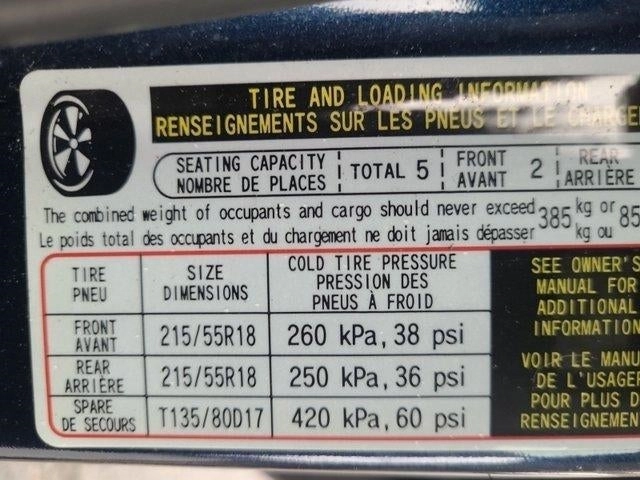 TIRE AND LOADING INFORMATION
RENSEIGNEMENTS SUR LES PNEUS ET LE
SEATING CAPACITY TOTAL 5 FRONT 2 REAR
NOMBRE DE PLACES AVANT ARRIÈRE
The combined weight of occupants and cargo should never exceed 385 kg or
Le poids total des occupants et du chargement ne doit jamais dépasser kg ou
TIRE SIZE COLD TIRE PRESSURE
PNEU DIMENSIONS PRESSION DES
PNEUS À FROID
FRONT 215/55R18 260 kPa, 38 psi
AVANT
REAR 215/55R18 250 kPa, 36 psi
ARRIÈRE
SPARE T135/80D17 420 kPa, 60 psi
DE SECOURS
SEE OWNER'S
MANUAL FOR
ADDITIONAL
INFORMATION
VOIR LE
DE L'USAGER
POUR PLUS